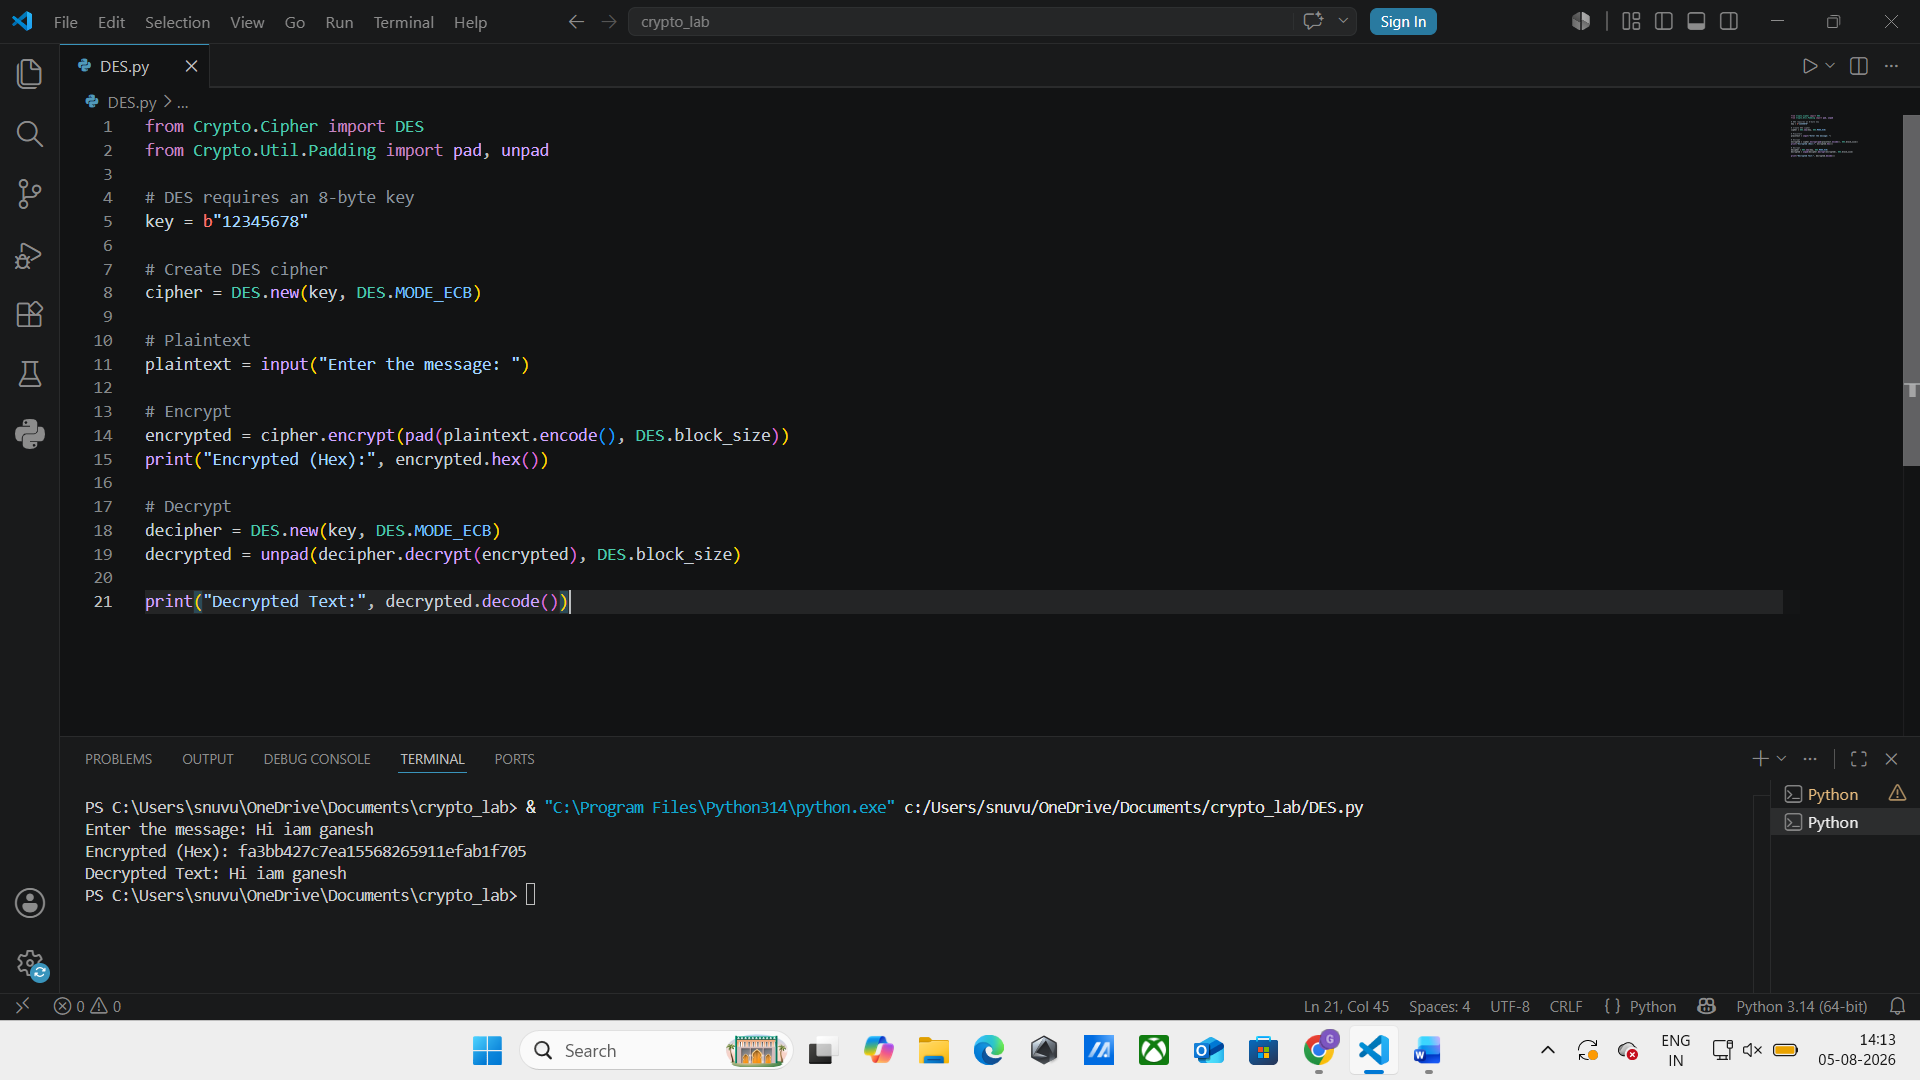 File Edit Selection View Go Run Terminal Help
crypto_lab
Sign In
DES.py
DES.py > ...
1 from Crypto.Cipher import DES
2 from Crypto.Util.Padding import pad, unpad
3
4 # DES requires an 8-byte key
5 key = b"12345678"
6
7 # Create DES cipher
8 cipher = DES.new(key, DES.MODE_ECB)
9
10 # Plaintext
11 plaintext = input("Enter the message: ")
12
13 # Encrypt
14 encrypted = cipher.encrypt(pad(plaintext.encode(), DES.block_size))
15 print("Encrypted (Hex):", encrypted.hex())
16
17 # Decrypt
18 decipher = DES.new(key, DES.MODE_ECB)
19 decrypted = unpad(decipher.decrypt(encrypted), DES.block_size)
20
21 print("Decrypted Text:", decrypted.decode())
PROBLEMS OUTPUT DEBUG CONSOLE TERMINAL PORTS
PS C:\Users\snuvu\OneDrive\Documents\crypto_lab> & "C:\Program Files\Python314\python.exe" c:/Users/snuvu/OneDrive/Documents/crypto_lab/DES.py
Enter the message: Hi iam ganesh
Encrypted (Hex): fa3bb427c7ea15568265911efab1f705
Decrypted Text: Hi iam ganesh
PS C:\Users\snuvu\OneDrive\Documents\crypto_lab>
Python
Python
0 0
Ln 21, Col 45 Spaces: 4 UTF-8 CRLF { } Python Python 3.14 (64-bit)
Search
G
ENG
IN
14:13
05-08-2026